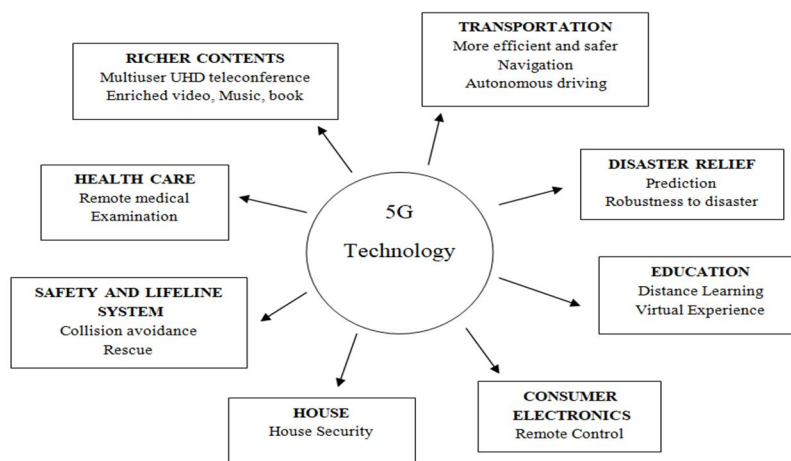 TRANSPORTATION
More efficient and safer
Navigation
Autonomous driving
RICHER CONTENTS
Multiuser UHD teleconference
Enriched video, Music, book
DISASTER RELIEF
Prediction
Robustness to disaster
HEALTH CARE
Remote medical
Examination
5G
Technology
EDUCATION
Distance Learning
Virtual Experience
SAFETY AND LIFELINE
SYSTEM
Collision avoidance
Rescue
CONSUMER
ELECTRONICS
Remote Control
HOUSE
House Security